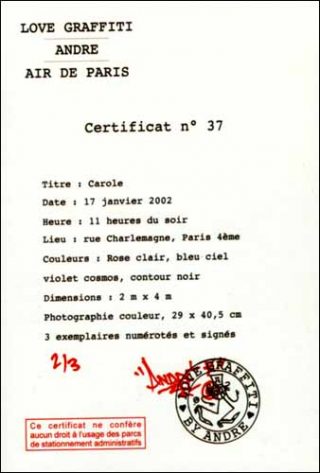 LOVE GRAFFITI
ANDRE
AIR DE PARIS
Certificat n° 37
Titre : Carole
Date : 17 janvier 2002
Heure : 11 heures du soir
Lieu : rue Charlemagne, Paris 4ème
Couleurs : Rose clair, bleu ciel
violet cosmos, contour noir
Dimensions : 2 m x 4 m
Photographie couleur, 29 x 40,5 cm
3 exemplaires numérotés et signés
2/3
"André"
LOVE GRAFFITI
BY ANDRE
Ce certificat ne confère
aucun droit à l'usage des parcs
de stationnement administratifs